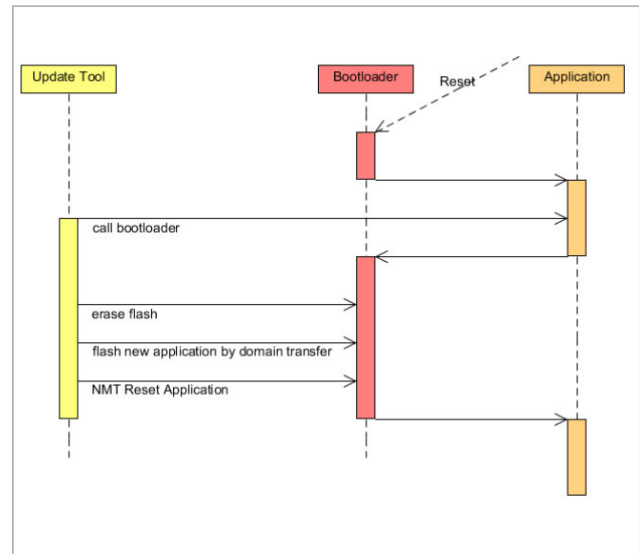 Update Tool
Bootloader
Application
Reset
call bootloader
erase flash
flash new application by domain transfer
NMT Reset Application